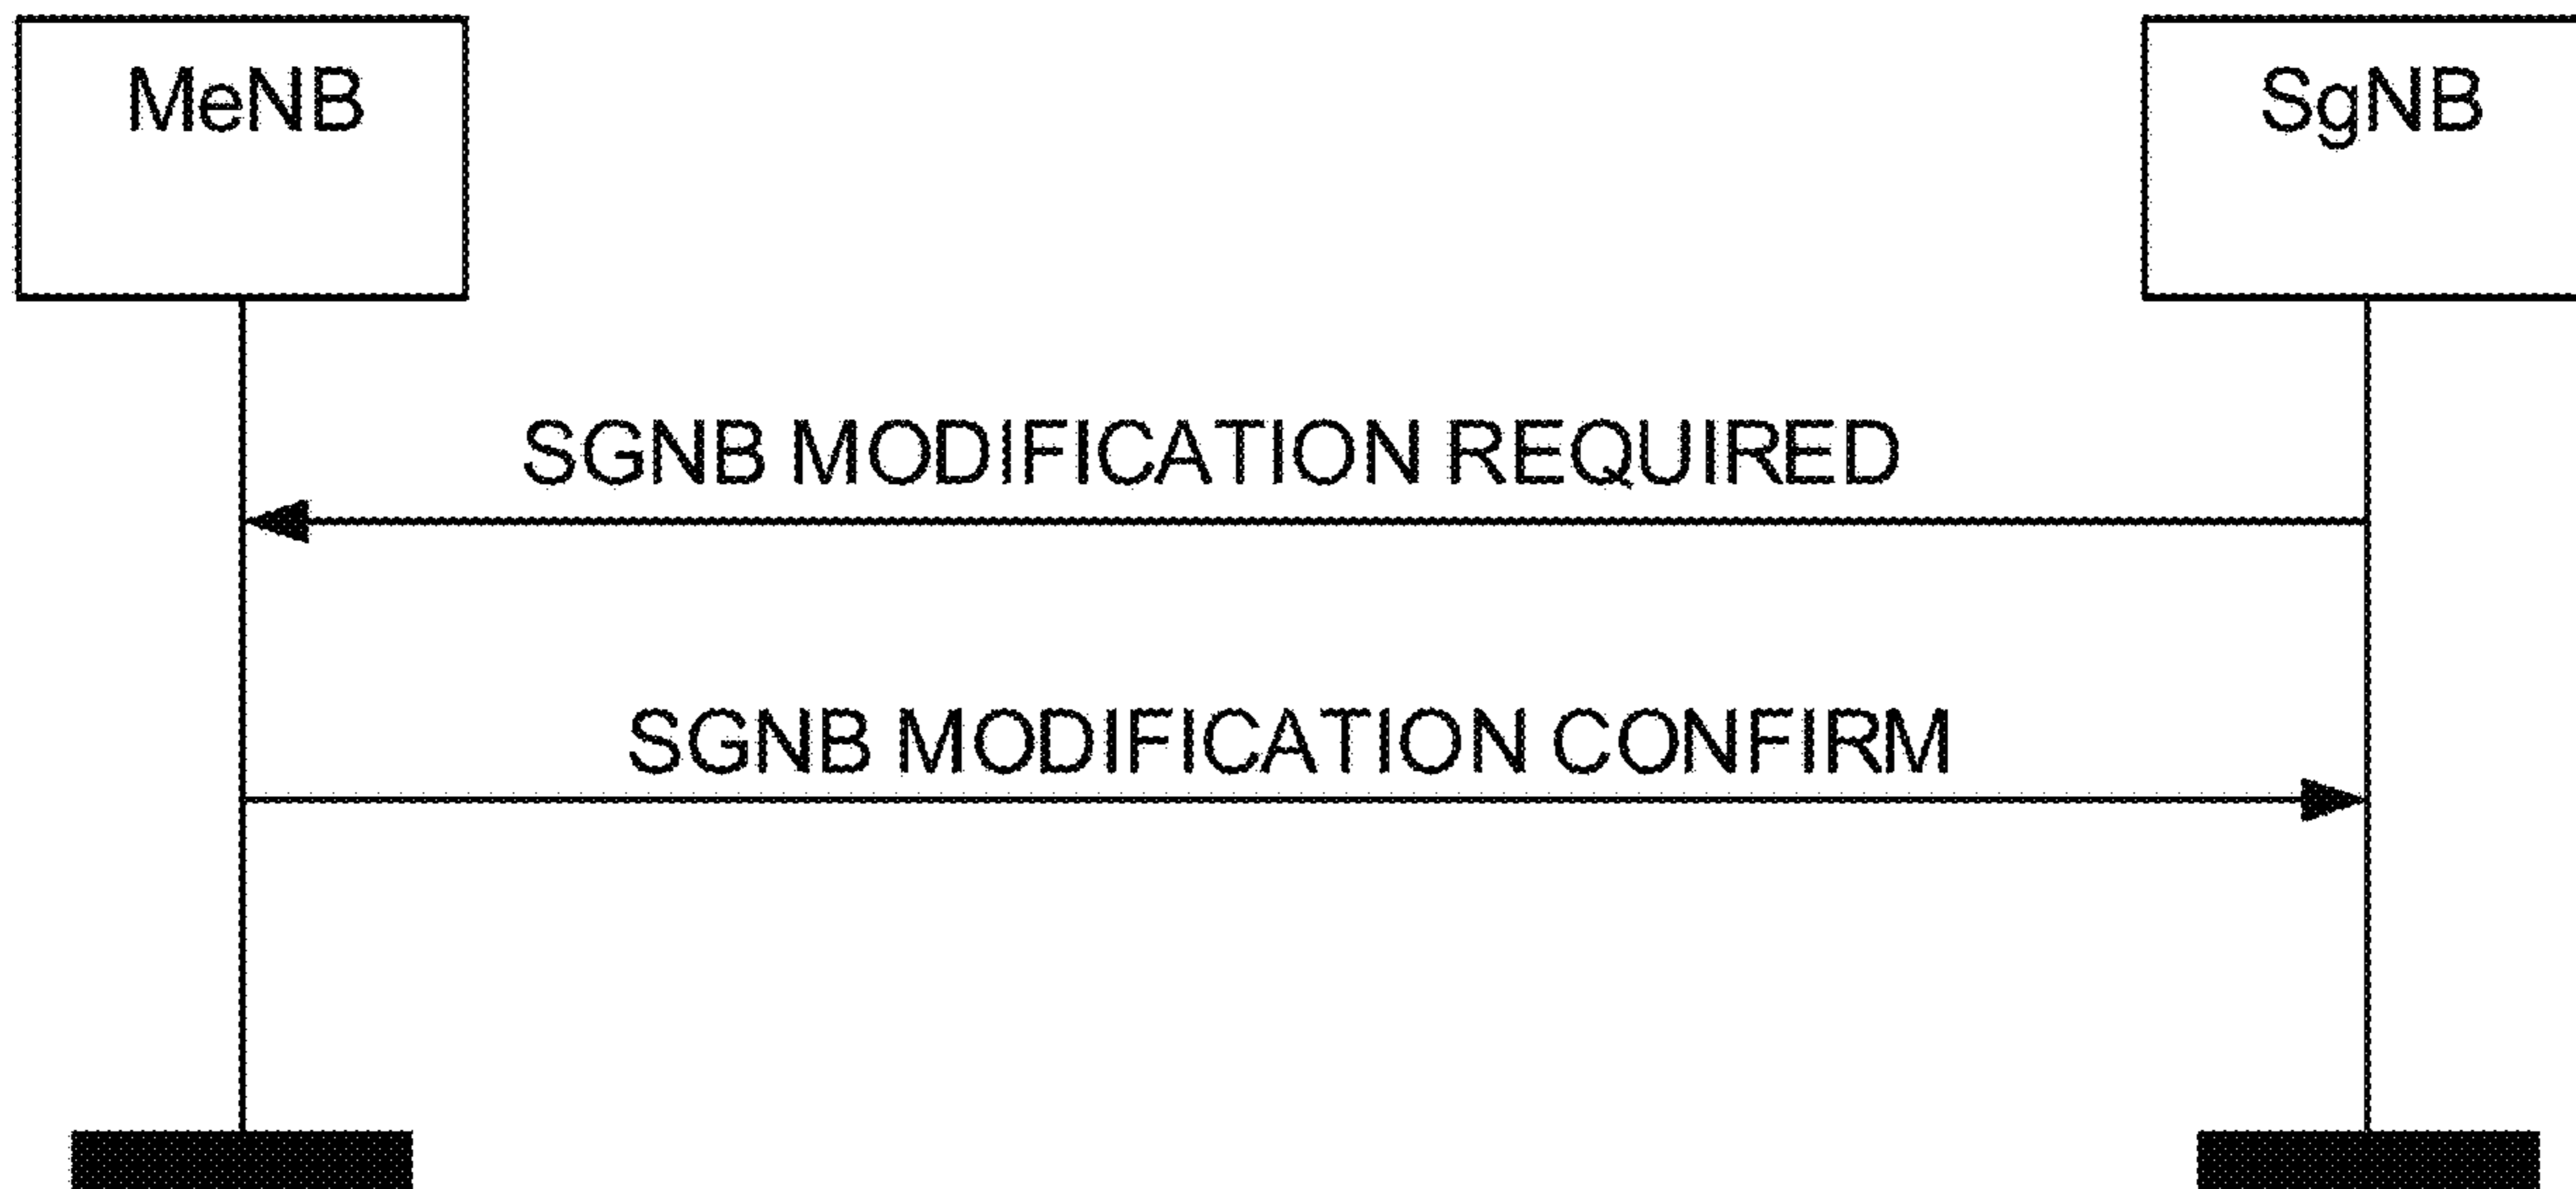 MeNB
SgNB
SGNB MODIFICATION REQUIRED
SGNB MODIFICATION CONFIRM